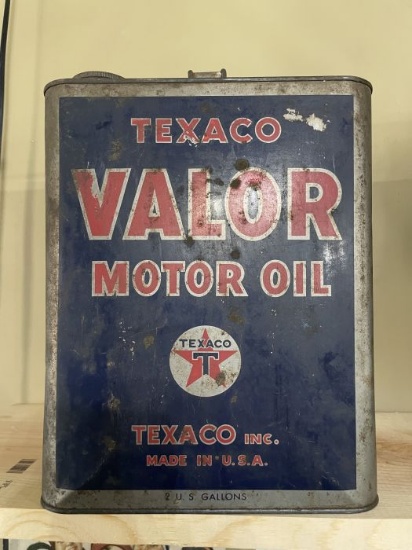 TEXACO
VALOR
MOTOR OIL
TEXACO
T
TEXACO INC.
MADE IN U.S.A.
2 U.S. GALLONS